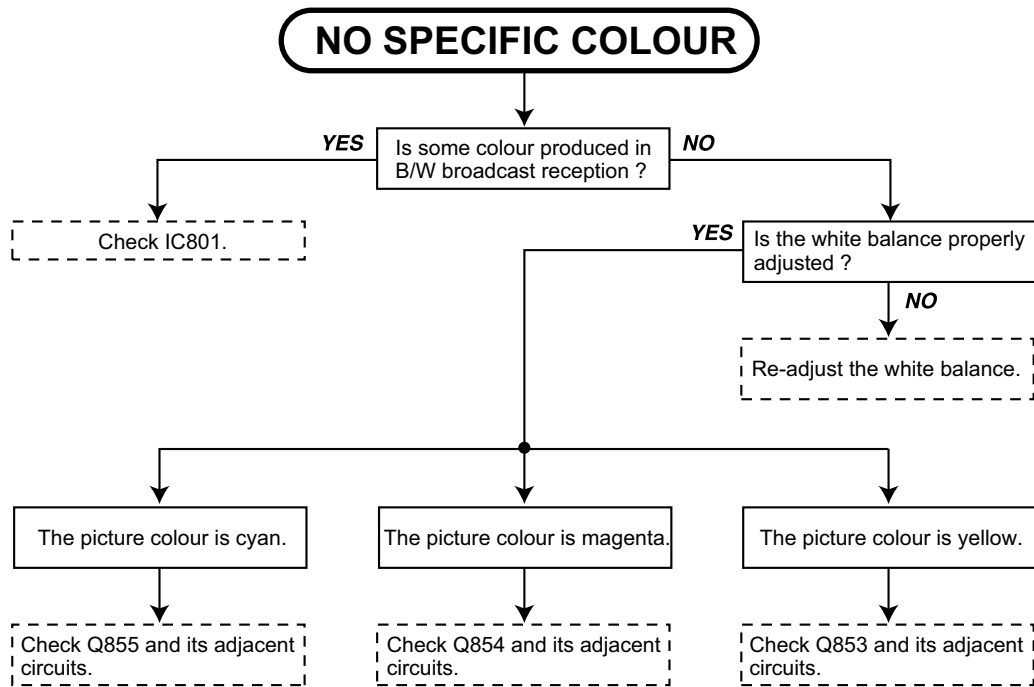 NO SPECIFIC COLOUR
YES
Is some colour produced in
B/W broadcast reception ?
NO
Check IC801.
YES
Is the white balance properly
adjusted ?
NO
Re-adjust the white balance.
The picture colour is cyan.
The picture colour is magenta.
The picture colour is yellow.
Check Q855 and its adjacent
circuits.
Check Q854 and its adjacent
circuits.
Check Q853 and its adjacent
circuits.